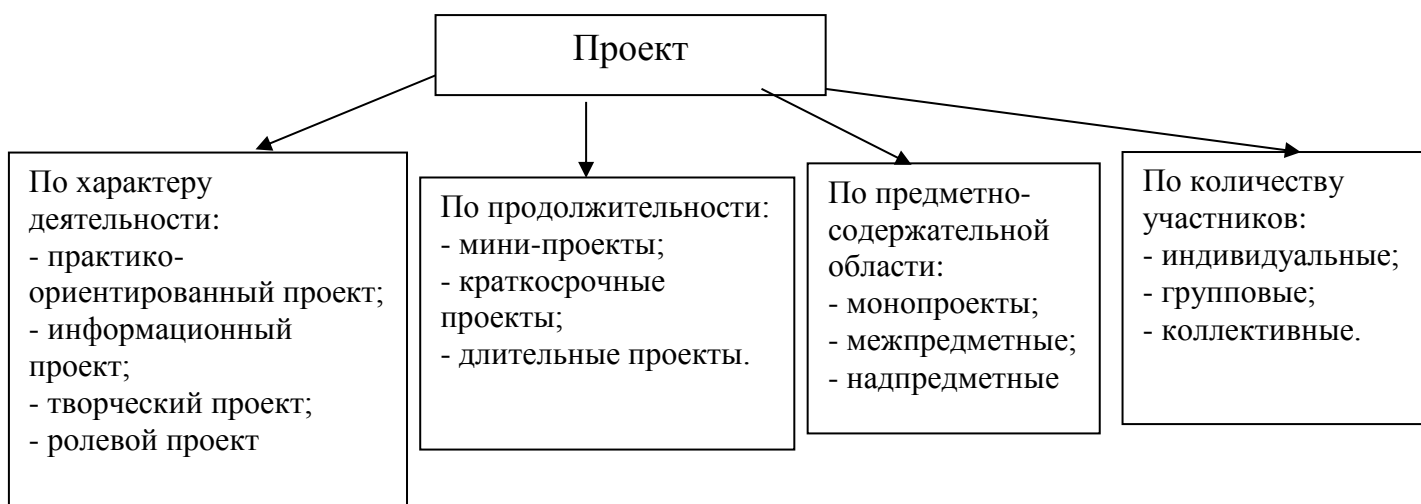 Проект
По характеру
деятельности:
- практико-
ориентированный проект;
- информационный
проект;
- творческий проект;
- ролевой проект
По продолжительности:
- мини-проекты;
- краткосрочные
проекты;
- длительные проекты.
По предметно-
содержательной
области:
- монопроекты;
- межпредметные;
- надпредметные
По количеству
участников:
- индивидуальные;
- групповые;
- коллективные.